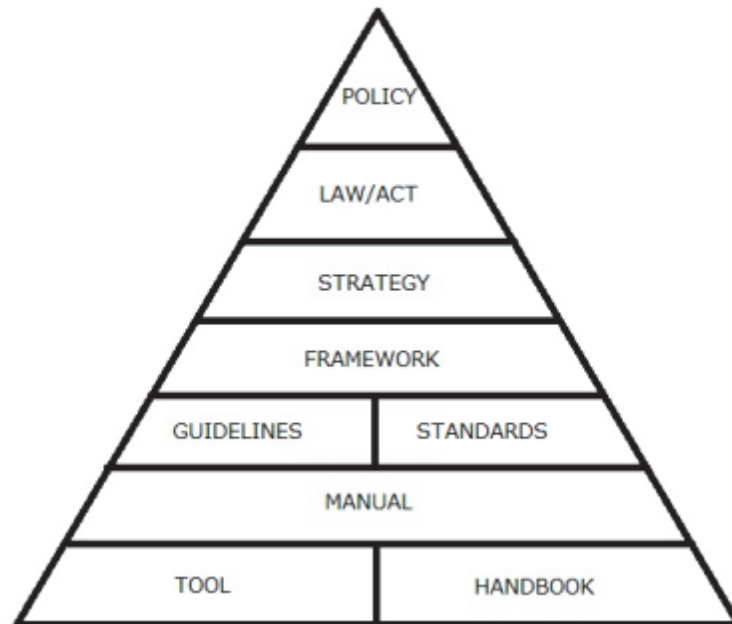 POLICY
LAW/ACT
STRATEGY
FRAMEWORK
GUIDELINES
STANDARDS
MANUAL
TOOL
HANDBOOK